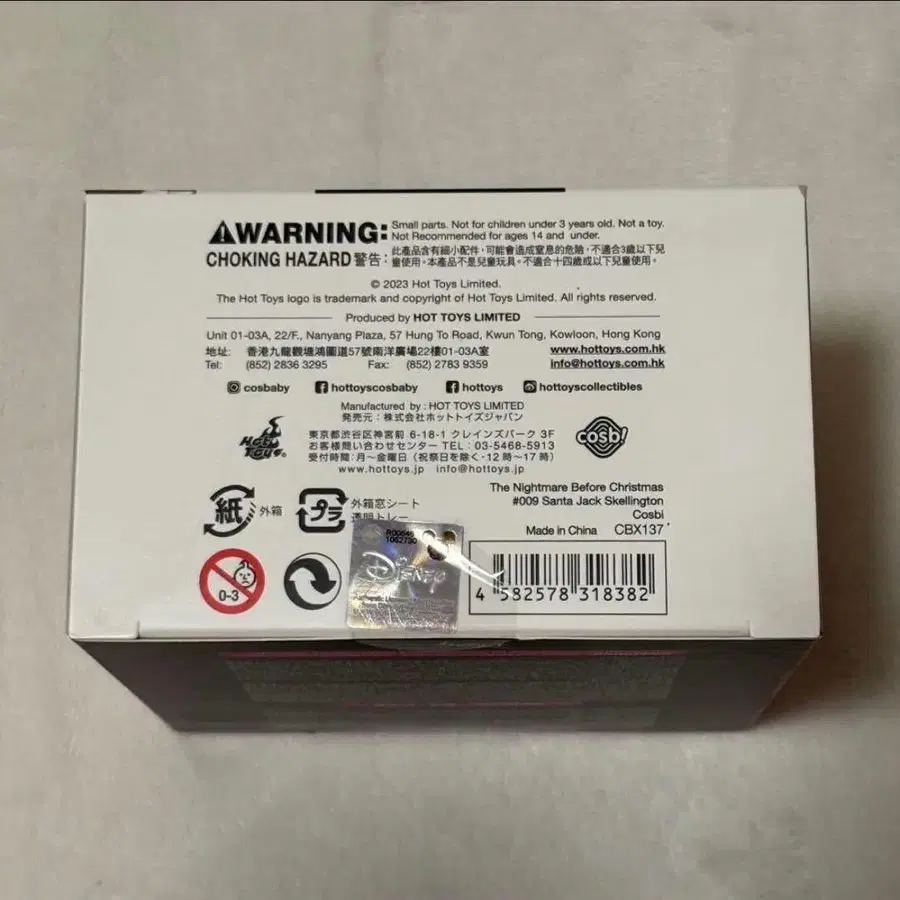 WARNING: Small parts. Not for children under 3 years old. Not a toy.
Not Recommended for ages 14 and under.
CHOKING HAZARD 警告: 此產品含有細小配件,可能會造成窒息的危險,不適合3歲以下兒
童使用。本產品不是兒童玩具。不適合十四歲或以下兒童使用。
© 2023 Hot Toys Limited.
The Hot Toys logo is trademark and copyright of Hot Toys Limited. All rights reserved.
Produced by HOT TOYS LIMITED
Unit 01-03A, 22/F., Nanyang Plaza, 57 Hung To Road, Kwun Tong, Kowloon, Hong Kong
地址: 香港九龍觀塘鴻圖道57號南洋廣場22樓01-03A室 www.hottoys.com.hk
Tel: (852) 2836 3295 Fax: (852) 2783 9359 info@hottoys.com.hk
cosbaby hottoyscosbaby hottoys hottoyscollectibles
Manufactured by : HOT TOYS LIMITED
発売元:株式会社ホットトイズジャパン
東京都渋谷区神宮前 6-18-1 クレインズパーク 3F
お客様問い合わせセンター TEL: 03-5468-5913
受付時間:月~金曜日(祝祭日を除く・12時~17時)
www.hottoys.jp info@hottoys.jp
Hot Toys
cosbi
The Nightmare Before Christmas
#009 Santa Jack Skellington
Cosbi
Made in China CBX137
紙 外箱
プラ 外箱窓シート
透明トレー
0-3
Disney
4 582578 318382